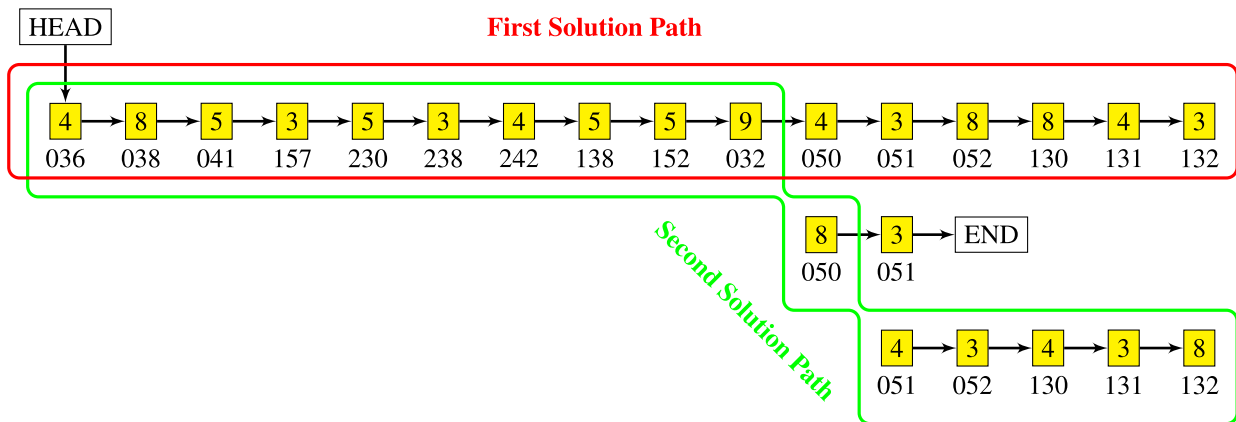 HEAD
First Solution Path
4 8 5 3 5 3 4 5 5 9 4 3 8 8 4 3
036 038 041 157 230 238 242 138 152 032 050 051 052 130 131 132
8 3 END
050 051
Second Solution Path
4 3 4 3 8
051 052 130 131 132